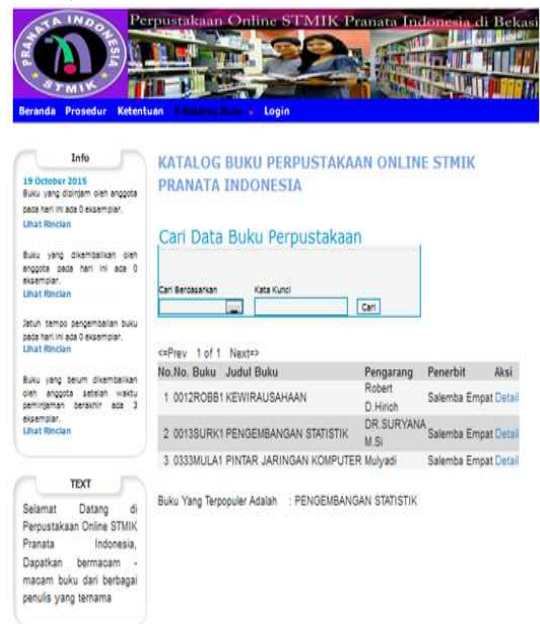 PRANATA INDONESIA
STMIK
Perpustakaan Online STMIK Pranata Indonesia di Bekasi
Beranda Prosedur Ketentuan Login
Info
19 October 2015
Buku yang dipinjam oleh anggota
pada hari ini ada 0 eksemplar.
Lihat Rincian
Buku yang dikembalikan oleh
anggota pada hari ini ada 0
eksemplar.
Lihat Rincian
Jatuh tempo pengembalian buku
pada hari ini ada 0 eksemplar.
Lihat Rincian
Buku yang belum dikembalikan
oleh anggota setelah waktu
peminjaman berakhir ada 3
eksemplar.
Lihat Rincian
TEXT
Selamat Datang di
Perpustakaan Online STMIK
Pranata Indonesia,
Dapatkan bermacam -
macam buku dari berbagai
penulis yang ternama
KATALOG BUKU PERPUSTAKAAN ONLINE STMIK
PRANATA INDONESIA
Cari Data Buku Perpustakaan
Cari Berdasarkan Kata Kunci
Cari
<=Prev 1 of 1 Next=>
No. No. Buku Judul Buku Pengarang Penerbit Aksi
1 0012ROBB1 KEWIRAUSAHAAN Robert D.Hirich Salemba Empat Detail
2 0013SURK1 PENGEMBANGAN STATISTIK DR.SURYANA M.Si Salemba Empat Detail
3 0333MULA1 PINTAR JARINGAN KOMPUTER Mulyadi Salemba Empat Detail
Buku Yang Terpopuler Adalah : PENGEMBANGAN STATISTIK